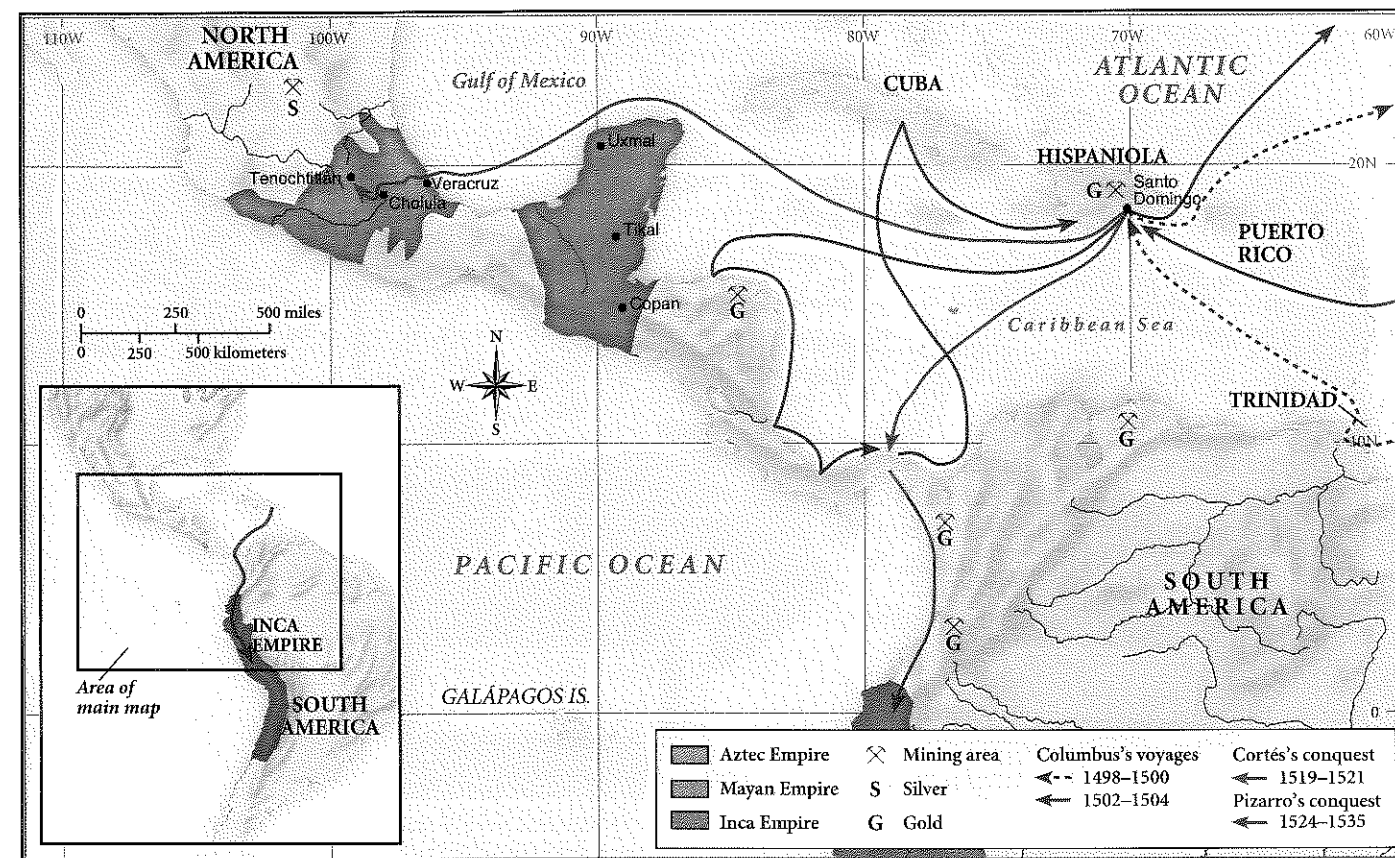 110W
100W
90W
80W
70W
60W
NORTH
AMERICA
S
Gulf of Mexico
CUBA
ATLANTIC
OCEAN
Uxmal
HISPANIOLA
20N
Tenochtitlán
Veracruz
Cholula
G
Santo
Domingo
Tikal
PUERTO
RICO
Copan
G
0 250 500 miles
0 250 500 kilometers
N
W E
S
Caribbean Sea
TRINIDAD
G
10N
G
PACIFIC OCEAN
SOUTH
AMERICA
G
INCA
EMPIRE
Area of
main map
SOUTH
AMERICA
GALÁPAGOS IS.
0
Aztec Empire
Mayan Empire
Inca Empire
Mining area
S Silver
G Gold
Columbus's voyages
1498–1500
1502–1504
Cortés's conquest
1519–1521
Pizarro's conquest
1524–1535